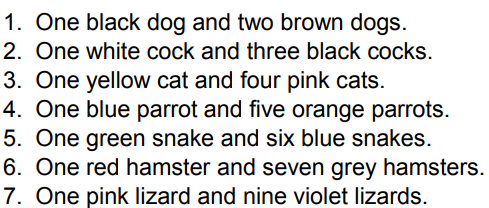 1. One black dog and two brown dogs.
2. One white cock and three black cocks.
3. One yellow cat and four pink cats.
4. One blue parrot and five orange parrots.
5. One green snake and six blue snakes.
6. One red hamster and seven grey hamsters.
7. One pink lizard and nine violet lizards.